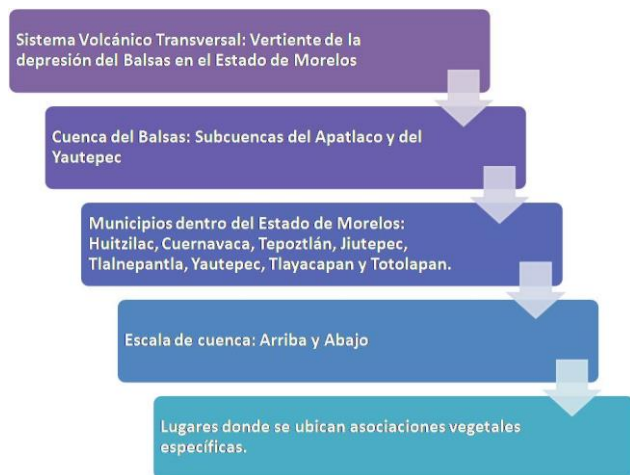 Sistema Volcánico Transversal: Vertiente de la
depresión del Balsas en el Estado de Morelos
Cuenca del Balsas: Subcuencas del Apatlaco y del
Yautepec
Municipios dentro del Estado de Morelos:
Huitzilac, Cuernavaca, Tepoztlán, Jiutepec,
Tlalnepantla, Yautepec, Tlayacapan y Totolapan.
Escala de cuenca: Arriba y Abajo
Lugares donde se ubican asociaciones vegetales
específicas.